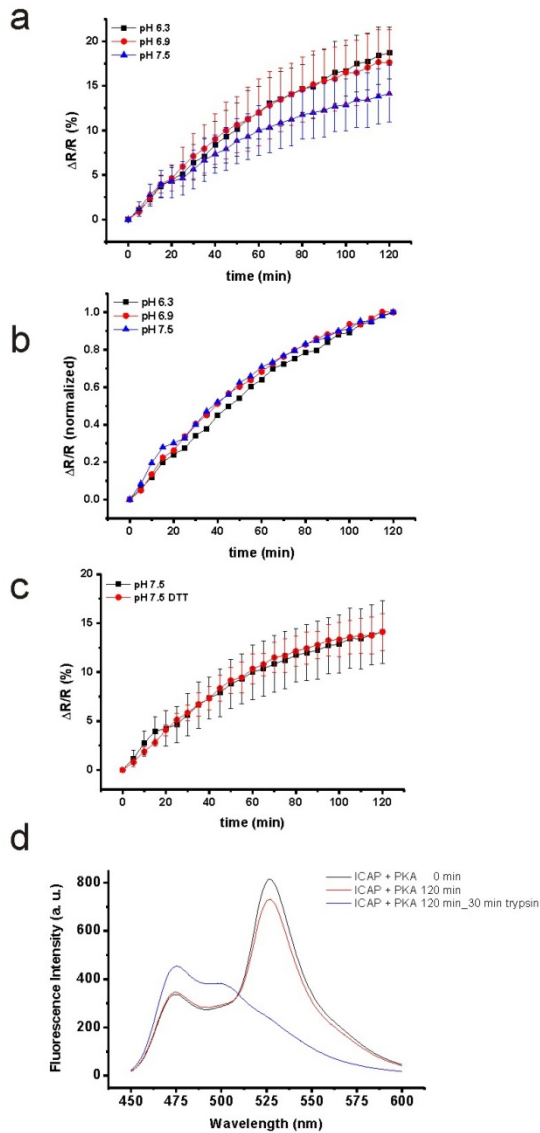 a
pH 6.3
pH 6.9
pH 7.5
ΔR/R (%)
20
15
10
5
0
0 20 40 60 80 100 120
time (min)
b
pH 6.3
pH 6.9
pH 7.5
ΔR/R (normalized)
1.0
0.8
0.6
0.4
0.2
0.0
0 20 40 60 80 100 120
time (min)
c
pH 7.5
pH 7.5 DTT
ΔR/R (%)
20
15
10
5
0
0 20 40 60 80 100 120
time (min)
d
ICAP + PKA 0 min
ICAP + PKA 120 min
ICAP + PKA 120 min_30 min trypsin
Fluorescence Intensity (a. u.)
800
600
400
200
0
450 475 500 525 550 575 600
Wavelength (nm)